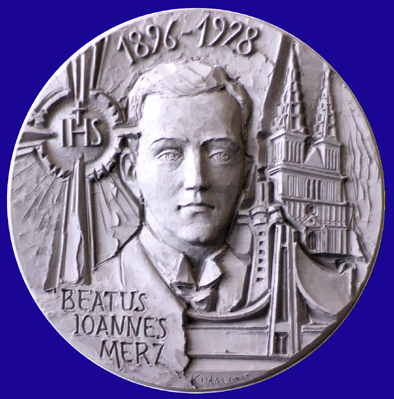 1896-1928
IHS
BEATUS
IOANNES
MERZ